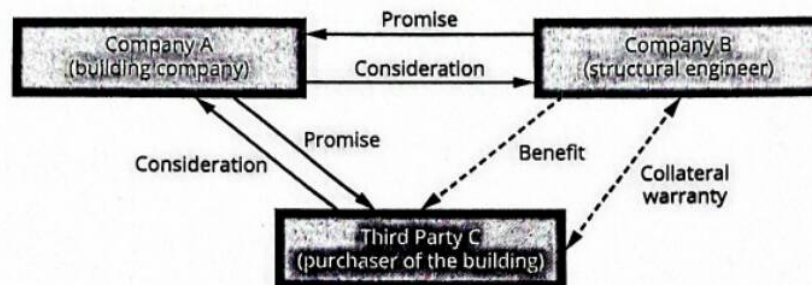 Promise
Company A
(building company)
Company B
(structural engineer)
Consideration
Promise
Benefit
Consideration
Collateral
warranty
Third Party C
(purchaser of the building)